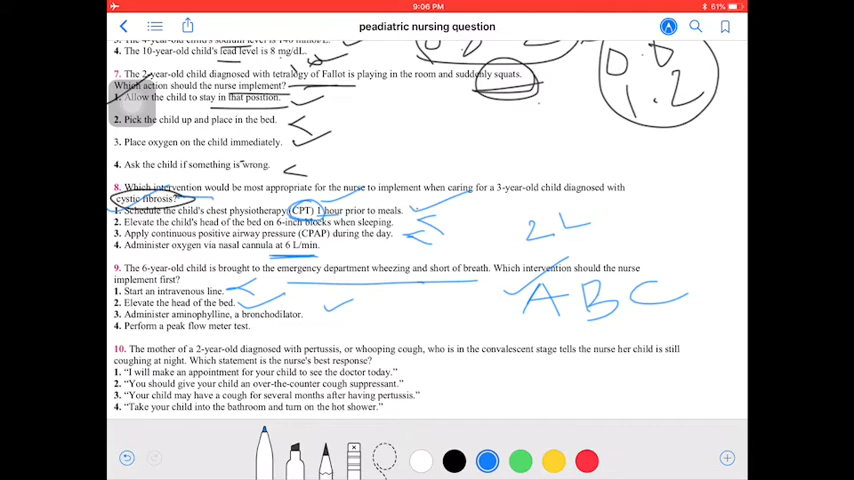 9:06 PM
61%
peadiatric nursing question
4. The 10-year-old child's lead level is 8 mg/dL.
7. The 2-year-old child diagnosed with tetralogy of Fallot is playing in the room and suddenly squats.
Which action should the nurse implement?
1. Allow the child to stay in that position.
2. Pick the child up and place in the bed.
3. Place oxygen on the child immediately.
4. Ask the child if something is wrong.
8. Which intervention would be most appropriate for the nurse to implement when caring for a 3-year-old child diagnosed with
cystic fibrosis?
1. Schedule the child's chest physiotherapy (CPT) 1 hour prior to meals.
2. Elevate the child's head of the bed on 6-inch blocks when sleeping.
3. Apply continuous positive airway pressure (CPAP) during the day.
4. Administer oxygen via nasal cannula at 6 L/min.
2 L
9. The 6-year-old child is brought to the emergency department wheezing and short of breath. Which intervention should the nurse
implement first?
1. Start an intravenous line.
2. Elevate the head of the bed.
3. Administer aminophylline, a bronchodilator.
4. Perform a peak flow meter test.
A B C
10. The mother of a 2-year-old diagnosed with pertussis, or whooping cough, who is in the convalescent stage tells the nurse her child is still
coughing at night. Which statement is the nurse's best response?
1. "I will make an appointment for your child to see the doctor today."
2. "You should give your child an over-the-counter cough suppressant."
3. "Your child may have a cough for several months after having pertussis."
4. "Take your child into the bathroom and turn on the hot shower."